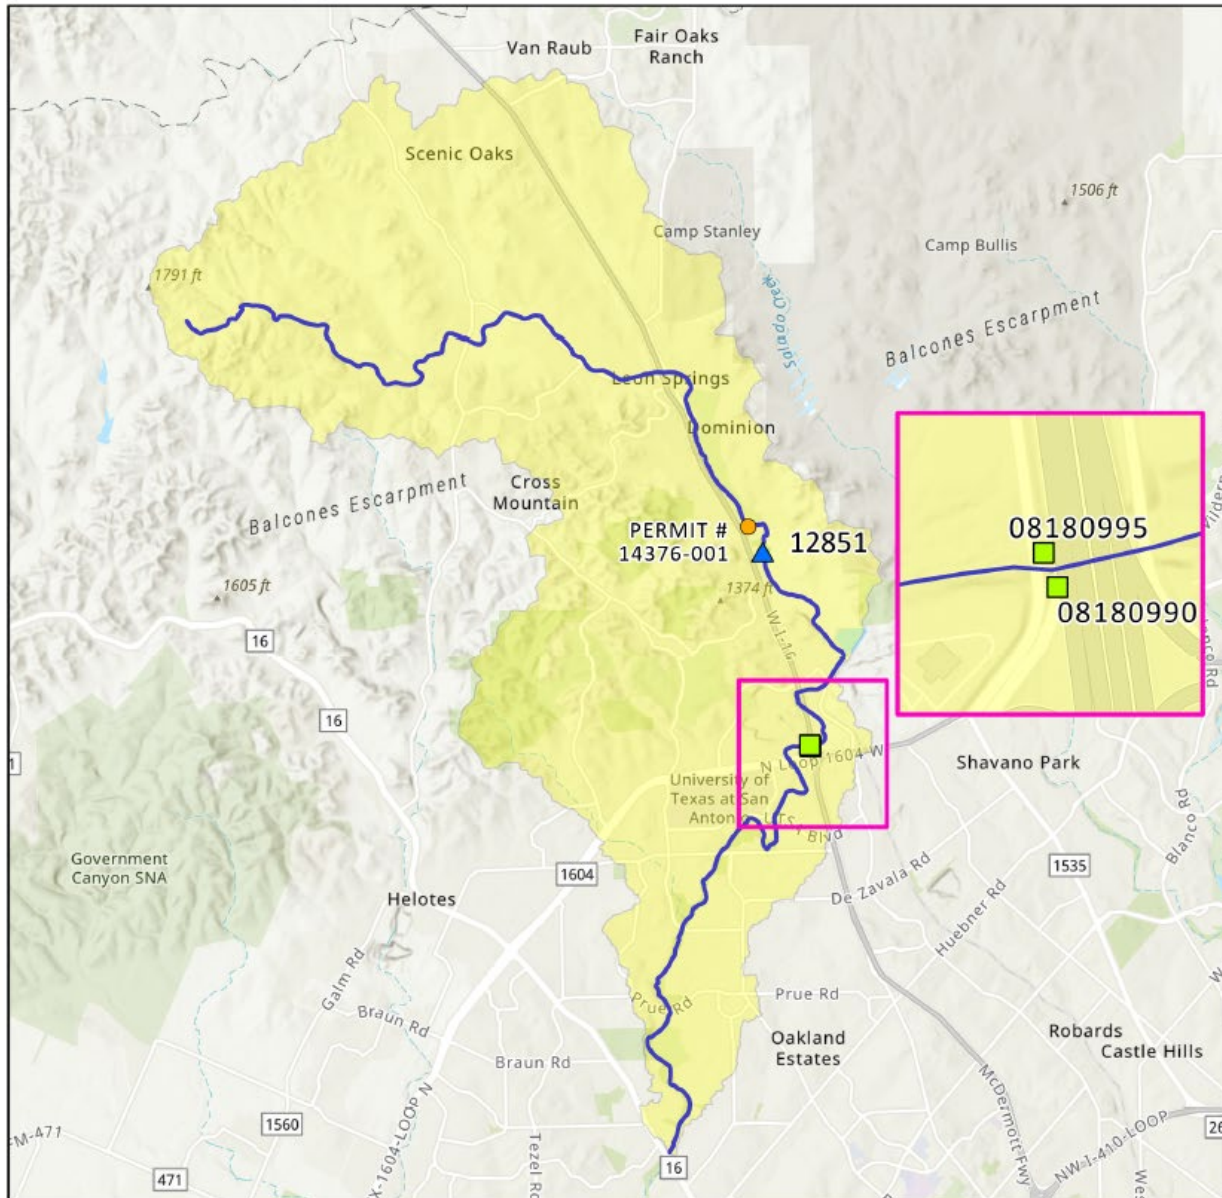 Van Raub
Fair Oaks
Ranch
Scenic Oaks
1506 ft
Camp Stanley
Camp Bullis
1791 ft
Salado Creek
Balcones Escarpment
Leon Springs
Dominion
Cross
Mountain
Balcones Escarpment
PERMIT #
14376-001
12851
08180995
08180990
1605 ft
1374 ft
W I-10
16
16
N Loop 1604 W
Shavano Park
University of
Texas at San
Antonio
UTSA Blvd
Blanco Rd
Government
Canyon SNA
1604
De Zavala Rd
1535
Helotes
Huebner Rd
Galm Rd
Prue Rd
Prue Rd
Braun Rd
Braun Rd
Oakland
Estates
Robards
Castle Hills
McDermott Fwy
1560
FM-471
X-1604-LOOP N
Tezel Rd
NW I-410-LOOP
16
471